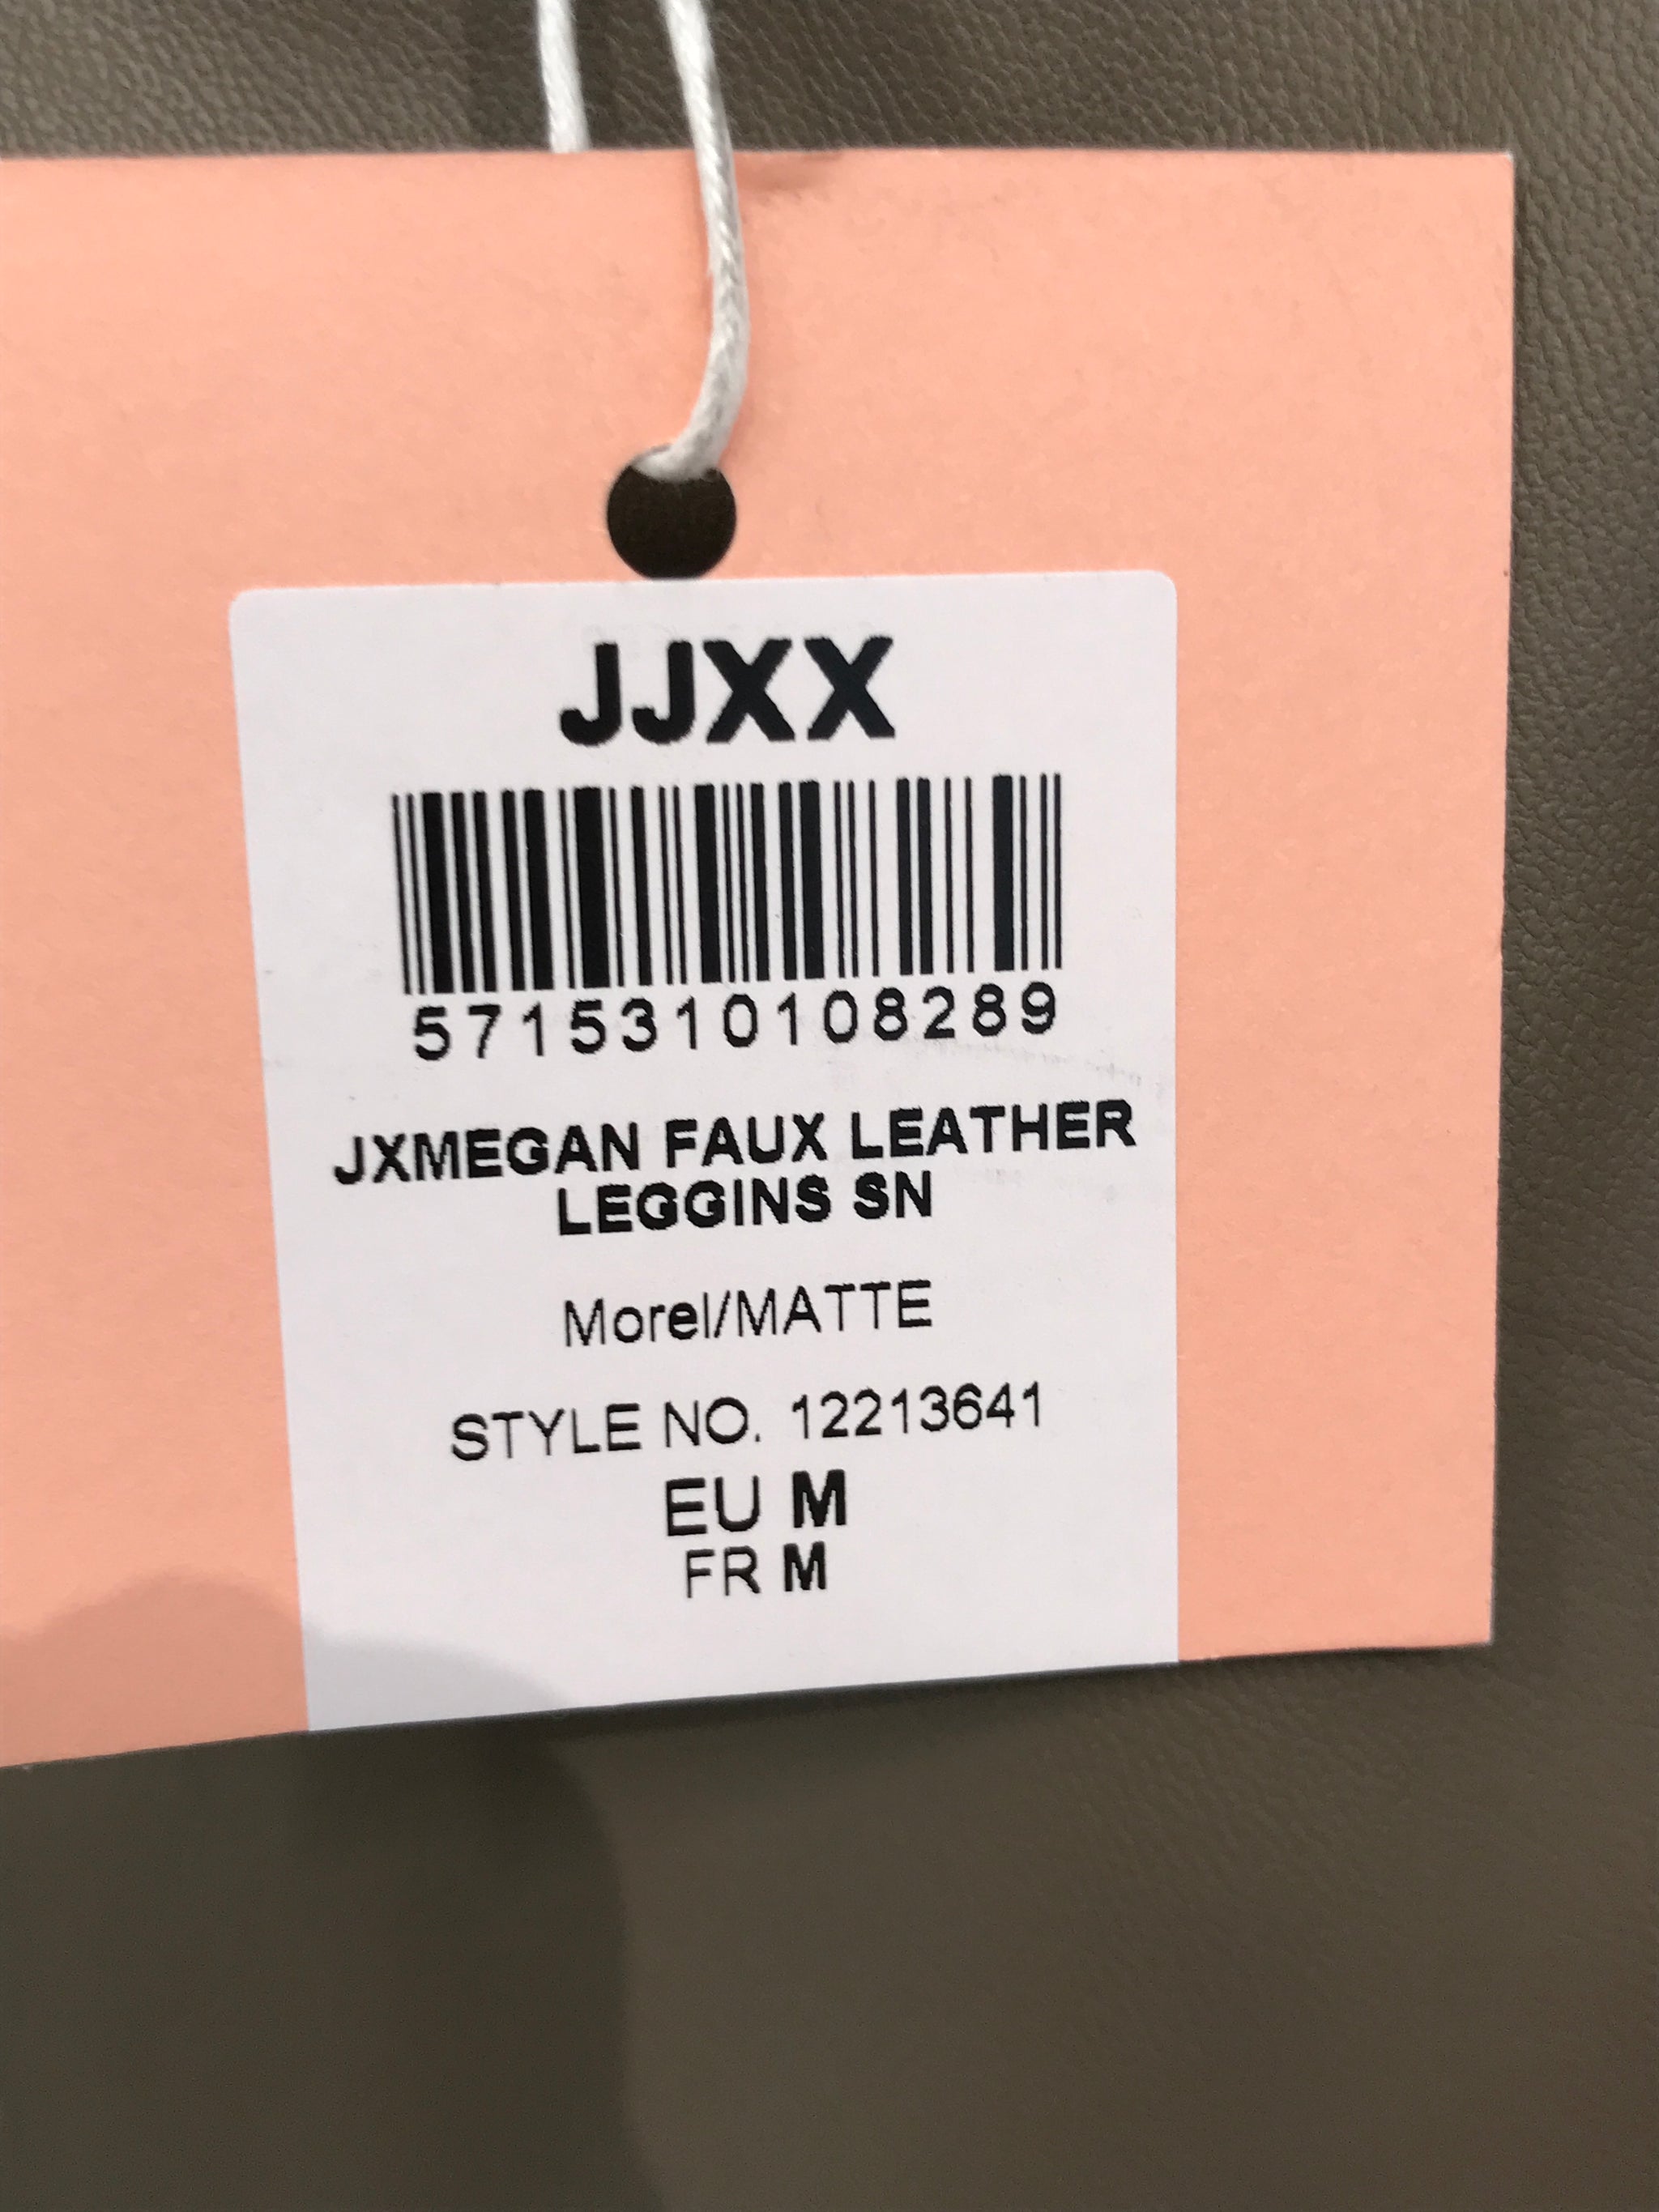 JJXX
5715310108289
JXMEGAN FAUX LEATHER
LEGGINS SN
Morel/MATTE
STYLE NO. 12213641
EU M
FR M